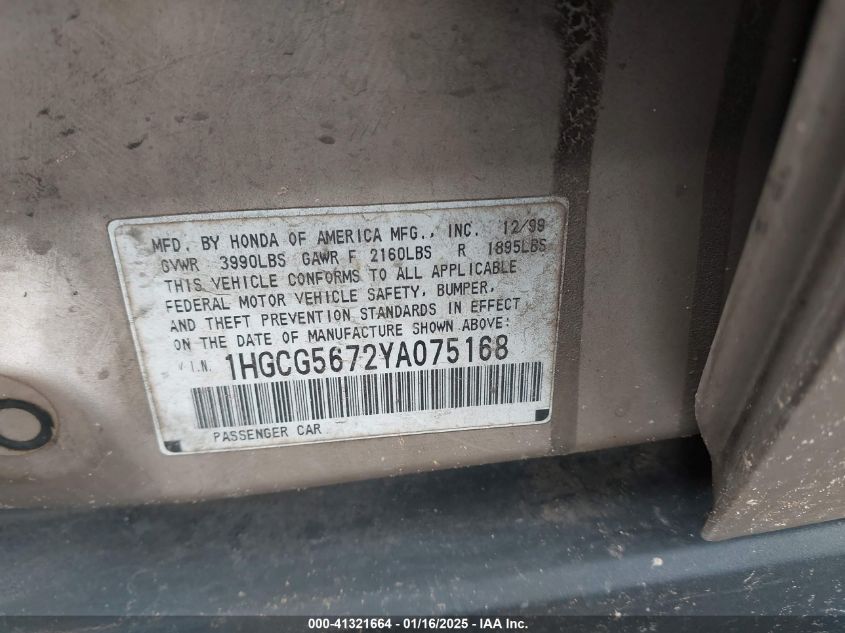 MFD. BY HONDA OF AMERICA MFG., INC. 12/99
GVWR 3990LBS GAWR F 2160LBS R 1895LBS
THIS VEHICLE CONFORMS TO ALL APPLICABLE
FEDERAL MOTOR VEHICLE SAFETY, BUMPER,
AND THEFT PREVENTION STANDARDS IN EFFECT
ON THE DATE OF MANUFACTURE SHOWN ABOVE:
V.I.N. 1HGCG5672YA075168
PASSENGER CAR
000-41321664 - 01/16/2025 - IAAI Inc.